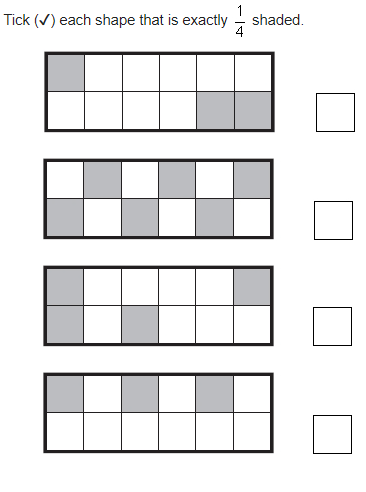 Tick (✓) each shape that is exactly 1/4 shaded.